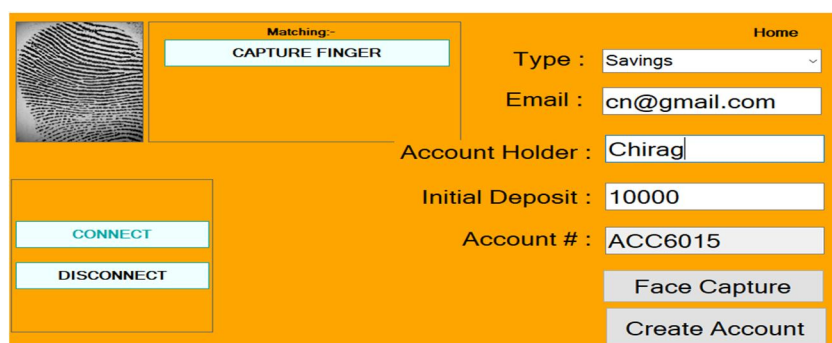 Matching:-
CAPTURE FINGER
Home
Type : Savings
Email : cn@gmail.com
Account Holder : Chirag
Initial Deposit : 10000
Account # : ACC6015
CONNECT
DISCONNECT
Face Capture
Create Account